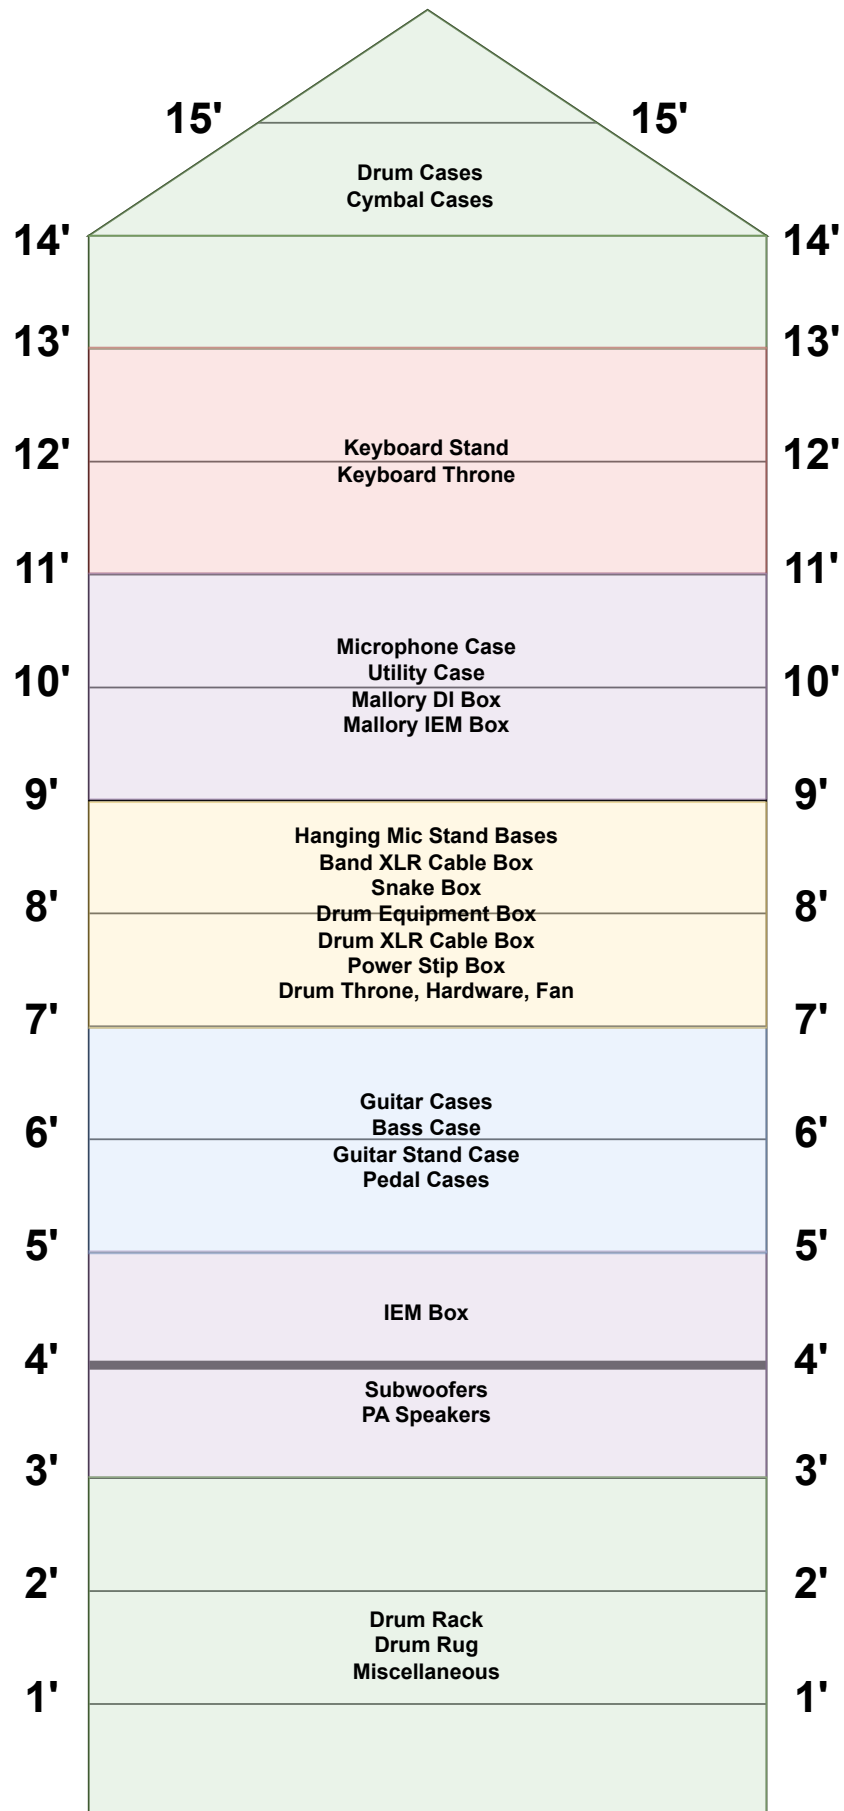 15' 15'
Drum Cases
Cymbal Cases
14' 14'
13' 13'
Keyboard Stand
12' 12'
Keyboard Throne
11' 11'
Microphone Case
Utility Case
10' 10'
Mallory DI Box
Mallory IEM Box
9' 9'
Hanging Mic Stand Bases
Band XLR Cable Box
Snake Box
8' 8'
Drum Equipment Box
Drum XLR Cable Box
Power Stip Box
Drum Throne, Hardware, Fan
7' 7'
Guitar Cases
Bass Case
6' 6'
Guitar Stand Case
Pedal Cases
5' 5'
IEM Box
4' 4'
Subwoofers
PA Speakers
3' 3'
2' 2'
Drum Rack
Drum Rug
Miscellaneous
1' 1'